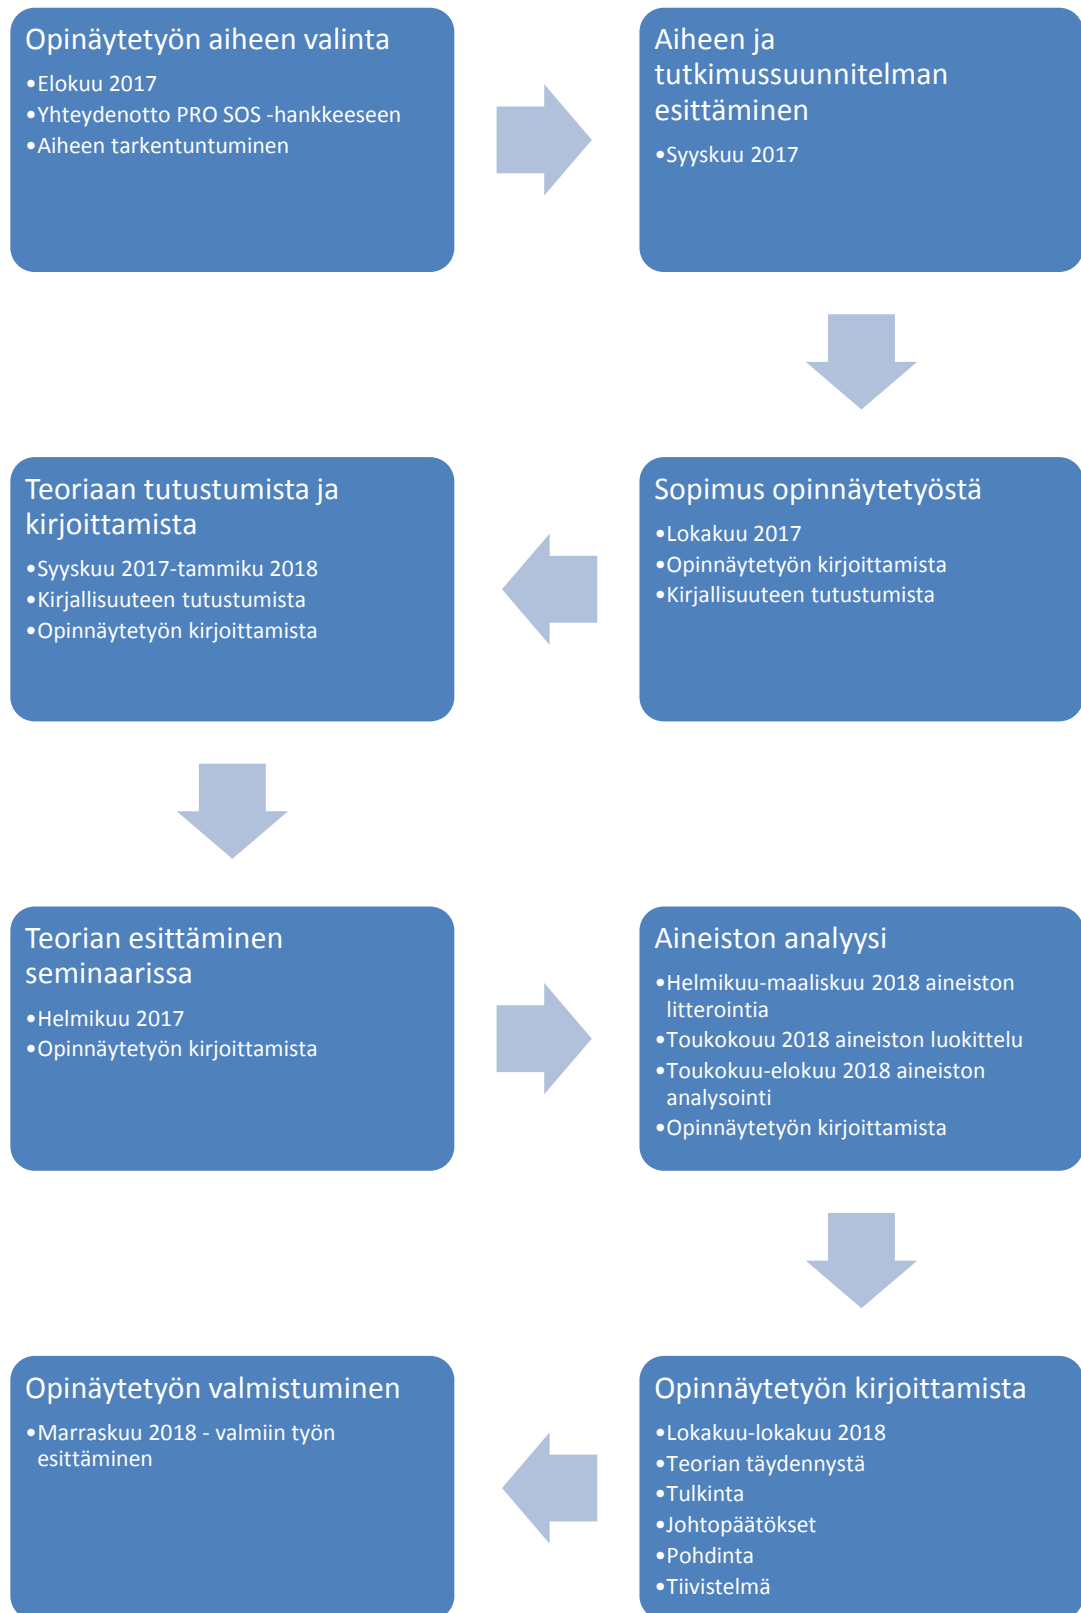 Opinäytetyön aiheen valinta
•Elokuu 2017
•Yhteydenotto PRO SOS -hankkeeseen
•Aiheen tarkentuntuminen
Aiheen ja
tutkimussuunnitelman
esittäminen
•Syyskuu 2017
Sopimus opinnäytetyöstä
•Lokakuu 2017
•Opinnäytetyön kirjoittamista
•Kirjallisuuteen tutustumista
Teoriaan tutustumista ja
kirjoittamista
•Syyskuu 2017-tammiku 2018
•Kirjallisuuteen tutustumista
•Opinnäytetyön kirjoittamista
Teorian esittäminen
seminaarissa
•Helmikuu 2017
•Opinnäytetyön kirjoittamista
Aineiston analyysi
•Helmikuu-maaliskuu 2018 aineiston
litterointia
•Toukokouu 2018 aineiston luokittelu
•Toukokuu-elokuu 2018 aineiston
analysointi
•Opinnäytetyön kirjoittamista
Opinnäytetyön kirjoittamista
•Lokakuu-lokakuu 2018
•Teorian täydennystä
•Tulkinta
•Johtopäätökset
•Pohdinta
•Tiivistelmä
Opinäytetyön valmistuminen
•Marraskuu 2018 - valmiin työn
esittäminen